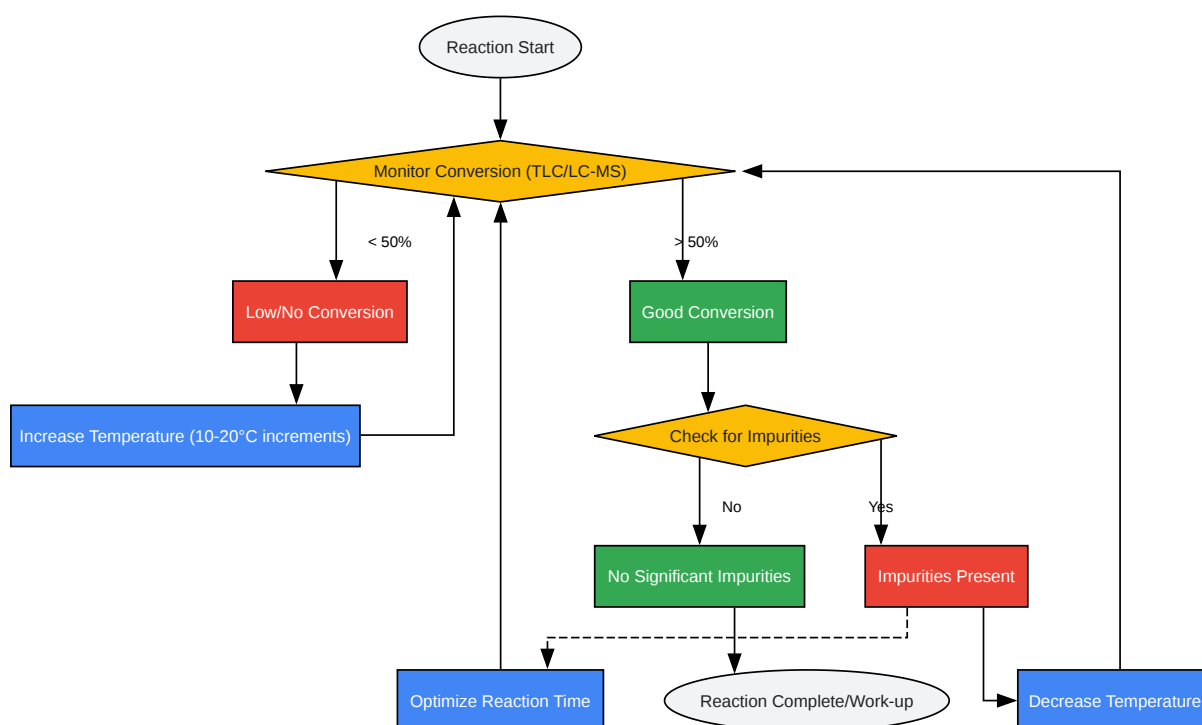 Reaction Start
Monitor Conversion (TLC/LC-MS)
< 50%
> 50%
Low/No Conversion
Good Conversion
Increase Temperature (10-20°C increments)
Check for Impurities
No
Yes
No Significant Impurities
Impurities Present
Optimize Reaction Time
Reaction Complete/Work-up
Decrease Temperature